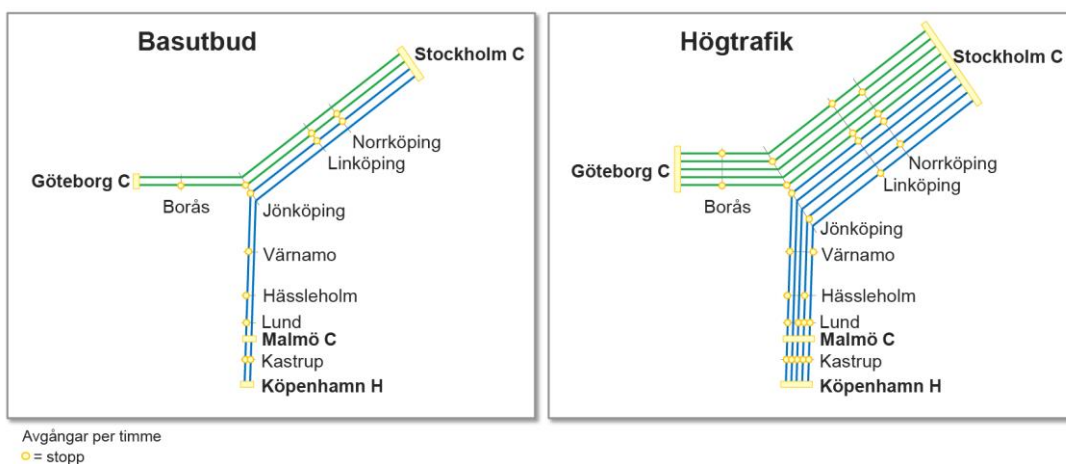 Basutbud
Stockholm C
Norrköping
Linköping
Göteborg C
Borås
Jönköping
Värnamo
Hässleholm
Lund
Malmö C
Kastrup
Köpenhamn H
Högtrafik
Stockholm C
Norrköping
Linköping
Göteborg C
Borås
Jönköping
Värnamo
Hässleholm
Lund
Malmö C
Kastrup
Köpenhamn H
Avgångar per timme
= stopp